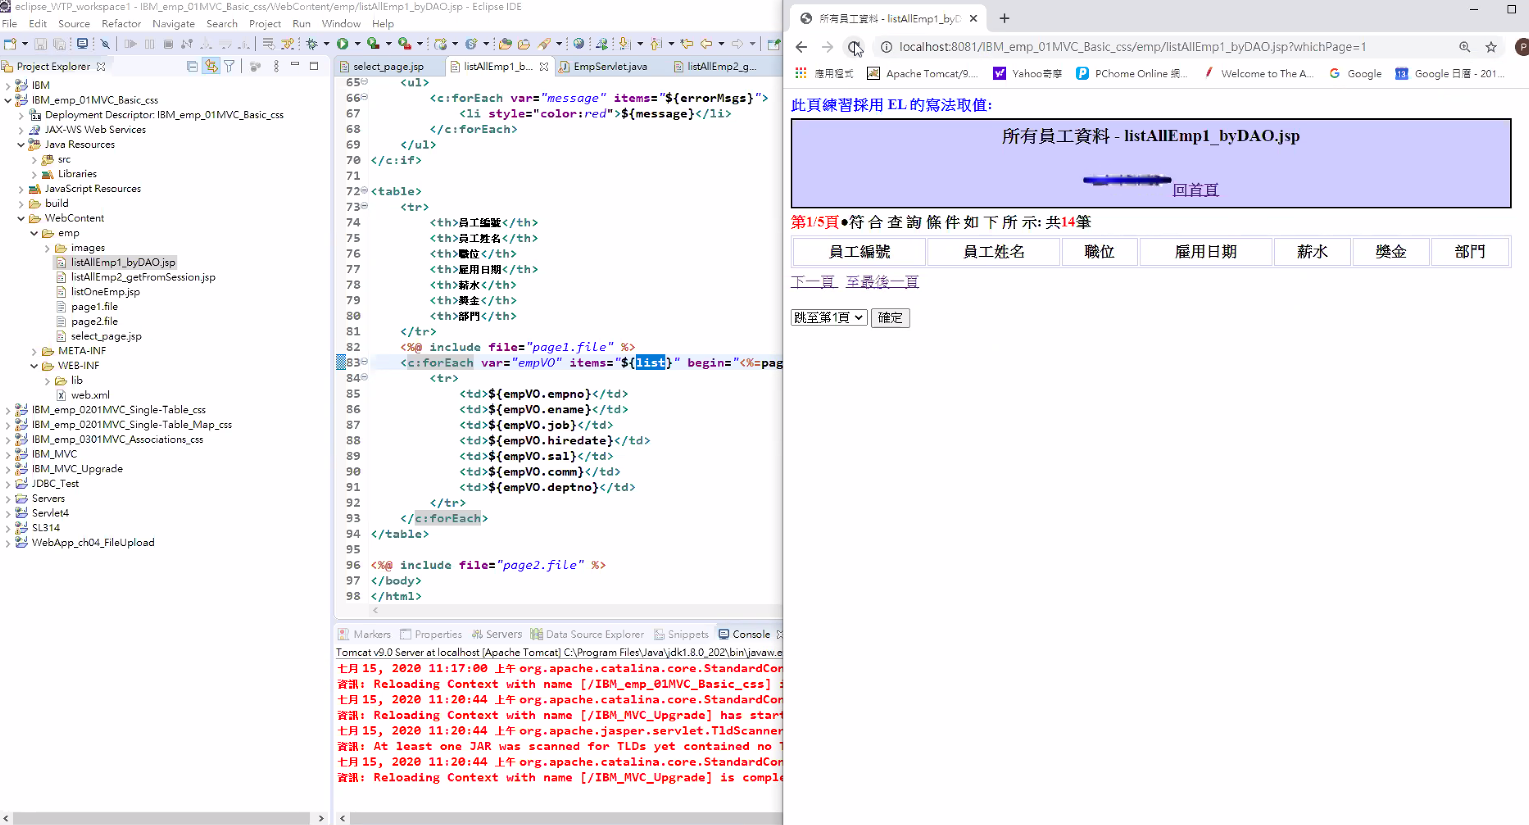 eclipse_WTP_workspace1 - IBM_emp_01MVC_Basic_css/WebContent/emp/listAllEmp1_byDAO.jsp - Eclipse IDE
File Edit Source Refactor Navigate Search Project Run Window Help
Project Explorer
IBM
IBM_emp_01MVC_Basic_css
Deployment Descriptor: IBM_emp_01MVC_Basic_css
JAX-WS Web Services
Java Resources
src
Libraries
JavaScript Resources
build
WebContent
emp
images
listAllEmp1_byDAO.jsp
listAllEmp2_getFromSession.jsp
listOneEmp.jsp
page1.file
page2.file
select_page.jsp
META-INF
WEB-INF
lib
web.xml
IBM_emp_0201MVC_Single-Table_css
IBM_emp_0201MVC_Single-Table_Map_css
IBM_emp_0301MVC_Associations_css
IBM_MVC
IBM_MVC_Upgrade
JDBC_Test
Servers
Servlet4
SL314
WebApp_ch04_FileUpload
select_page.jsp listAllEmp1_b... EmpServlet.java listAllEmp2_g...
65 <ul>
66 <c:forEach var="message" items="${errorMsgs}">
67 <li style="color:red">${message}</li>
68 </c:forEach>
69 </ul>
70 </c:if>
71
72 <table>
73 <tr>
74 <th>員工編號</th>
75 <th>員工姓名</th>
76 <th>職位</th>
77 <th>雇用日期</th>
78 <th>薪水</th>
79 <th>獎金</th>
80 <th>部門</th>
81 </tr>
82 <%@ include file="page1.file" %>
83 <c:forEach var="empVO" items="${list}" begin="<%=pag
84 <tr>
85 <td>${empVO.empno}</td>
86 <td>${empVO.ename}</td>
87 <td>${empVO.job}</td>
88 <td>${empVO.hiredate}</td>
89 <td>${empVO.sal}</td>
90 <td>${empVO.comm}</td>
91 <td>${empVO.deptno}</td>
92 </tr>
93 </c:forEach>
94 </table>
95
96 <%@ include file="page2.file" %>
97 </body>
98 </html>
Markers Properties Servers Data Source Explorer Snippets Console
Tomcat v9.0 Server at localhost [Apache Tomcat] C:\Program Files\Java\jdk1.8.0_202\bin\javaw.e
七月 15, 2020 11:17:00 上午 org.apache.catalina.core.StandardCon
資訊: Reloading Context with name [/IBM_emp_01MVC_Basic_css] i
七月 15, 2020 11:20:44 上午 org.apache.catalina.core.StandardCon
資訊: Reloading Context with name [/IBM_MVC_Upgrade] has start
七月 15, 2020 11:20:44 上午 org.apache.jasper.servlet.TldScanner
資訊: At least one JAR was scanned for TLDs yet contained no T
七月 15, 2020 11:20:44 上午 org.apache.catalina.core.StandardCon
資訊: Reloading Context with name [/IBM_MVC_Upgrade] is comple
所有員工資料 - listAllEmp1_byD
localhost:8081/IBM_emp_01MVC_Basic_css/emp/listAllEmp1_byDAO.jsp?whichPage=1
P
應用程式 Apache Tomcat/9.... Yahoo奇摩 PChome Online 網... Welcome to The A... Google Google 日曆 - 201...
此頁練習採用 EL 的寫法取值:
所有員工資料 - listAllEmp1_byDAO.jsp
回首頁
第1/5頁●符 合 查 詢 條 件 如 下 所 示: 共14筆
員工編號 員工姓名 職位 雇用日期 薪水 獎金 部門
下一頁 至最後一頁
跳至第1頁 確定